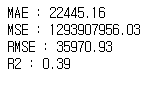 MAE : 22445.16
MSE : 1293907956.03
RMSE : 35970.93
R2 : 0.39